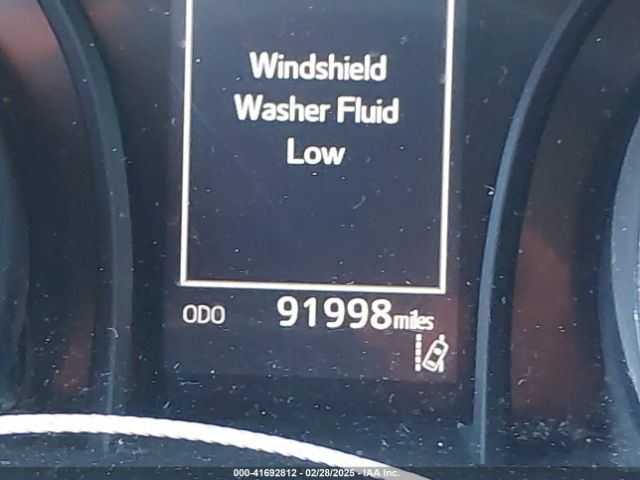 Windshield
Washer Fluid
Low
ODO 91998 miles
000-41692812 - 02/28/2025 - IAA Inc.